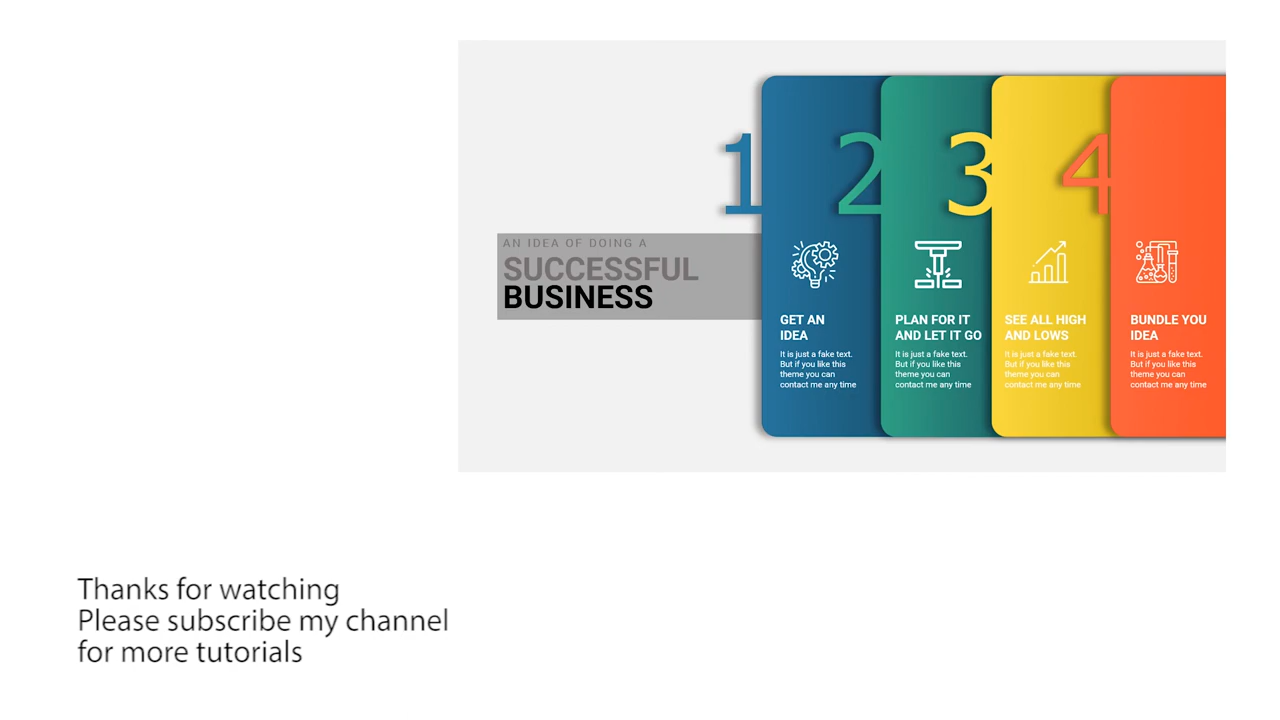 AN IDEA OF DOING A
SUCCESSFUL
BUSINESS
1
GET AN
IDEA
It is just a fake text.
But if you like this
theme you can
contact me any time
2
PLAN FOR IT
AND LET IT GO
It is just a fake text.
But if you like this
theme you can
contact me any time
3
SEE ALL HIGH
AND LOWS
It is just a fake text.
But if you like this
theme you can
contact me any time
4
BUNDLE YOU
IDEA
It is just a fake text.
But if you like this
theme you can
contact me any time
Thanks for watching
Please subscribe my channel
for more tutorials